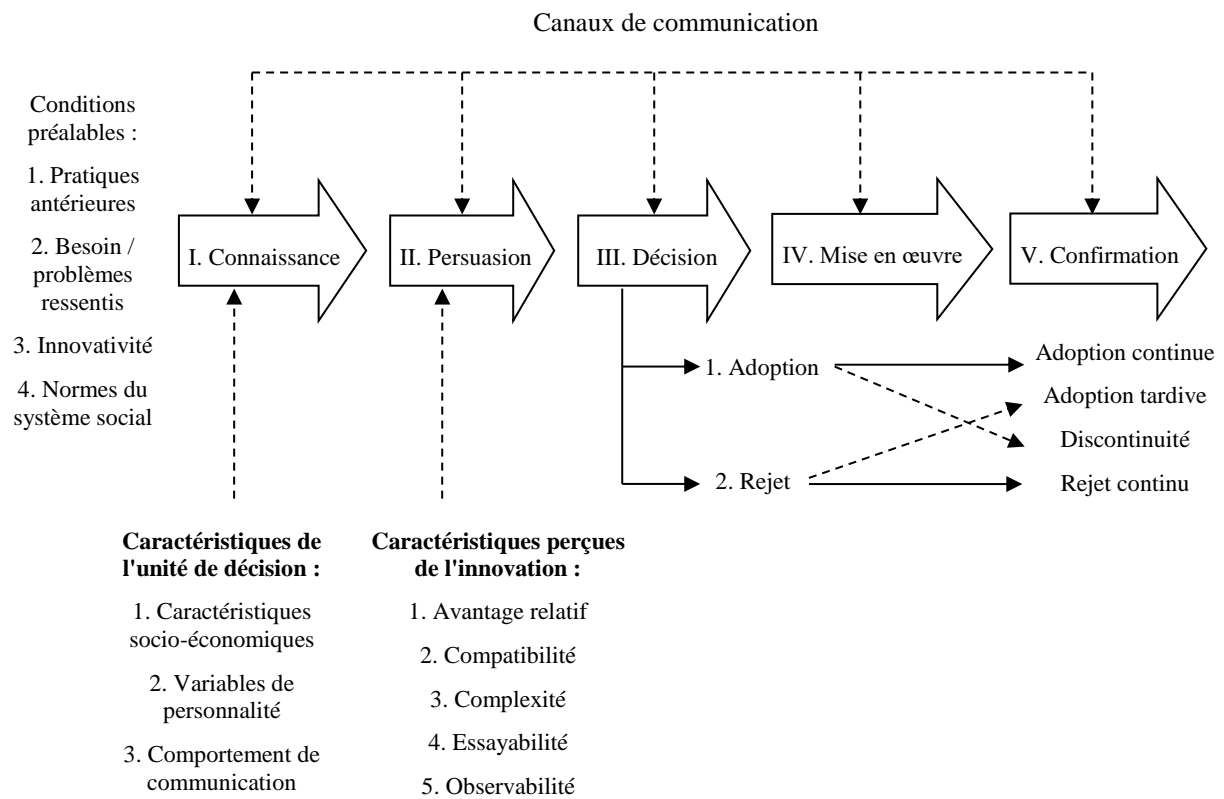 Canaux de communication
Conditions
préalables :
1. Pratiques
antérieures
2. Besoin /
problèmes
ressentis
3. Innovativité
4. Normes du
système social
I. Connaissance
II. Persuasion
III. Décision
IV. Mise en œuvre
V. Confirmation
1. Adoption
2. Rejet
Adoption continue
Adoption tardive
Discontinuité
Rejet continu
Caractéristiques de
l'unité de décision :
1. Caractéristiques
socio-économiques
2. Variables de
personnalité
3. Comportement de
communication
Caractéristiques perçues
de l'innovation :
1. Avantage relatif
2. Compatibilité
3. Complexité
4. Essayabilité
5. Observabilité